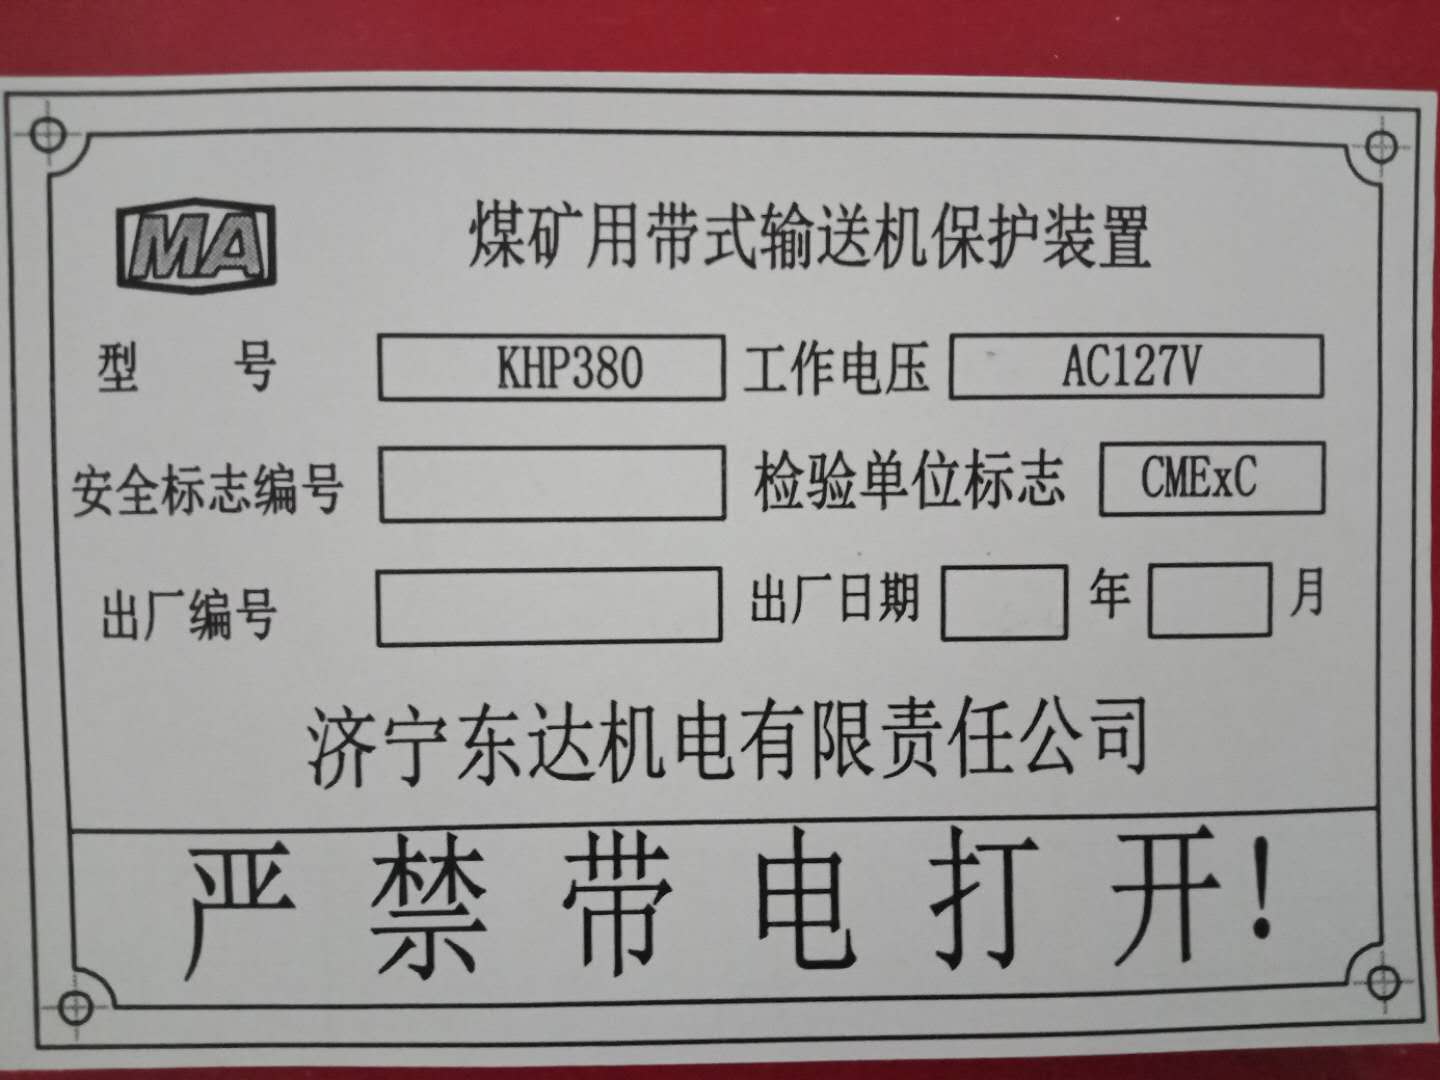 MA
煤矿用带式输送机保护装置
型 号 KHP380 工作电压 AC127V
安全标志编号 检验单位标志 CMExC
出厂编号 出厂日期 年 月
济宁东达机电有限责任公司
严禁带电打开!